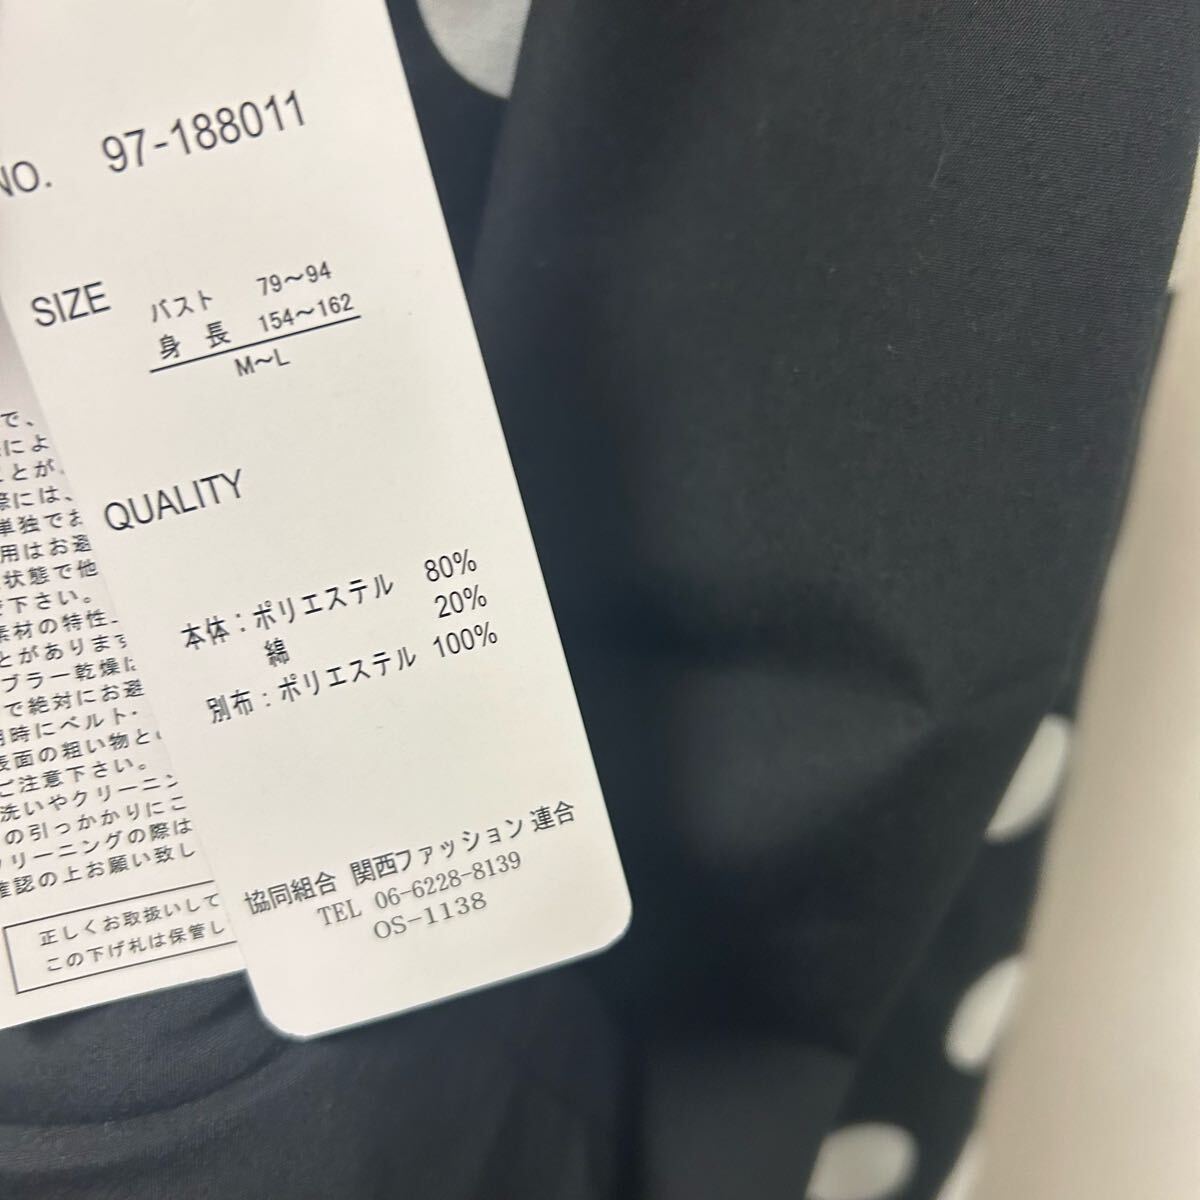 NO. 97-188011
SIZE
バスト 79～94
身長 154～162
M～L
QUALITY
本体：ポリエステル 80%
綿 20%
別布：ポリエステル 100%
協同組合 関西ファッション連合
TEL 06-6228-8139
OS-1138
で、
によ
とが
際には、
単独でお
用はお避
状態で他
下さい。
素材の特性
とがあります
ブラー乾燥に
で絶対にお避
用時にベルト・
表面の粗い物と
ご注意下さい。
洗いやクリーニン
の引っかかりにこ
クリーニングの際は
確認の上お願い致し
正しくお取扱いして
この下げ札は保管し